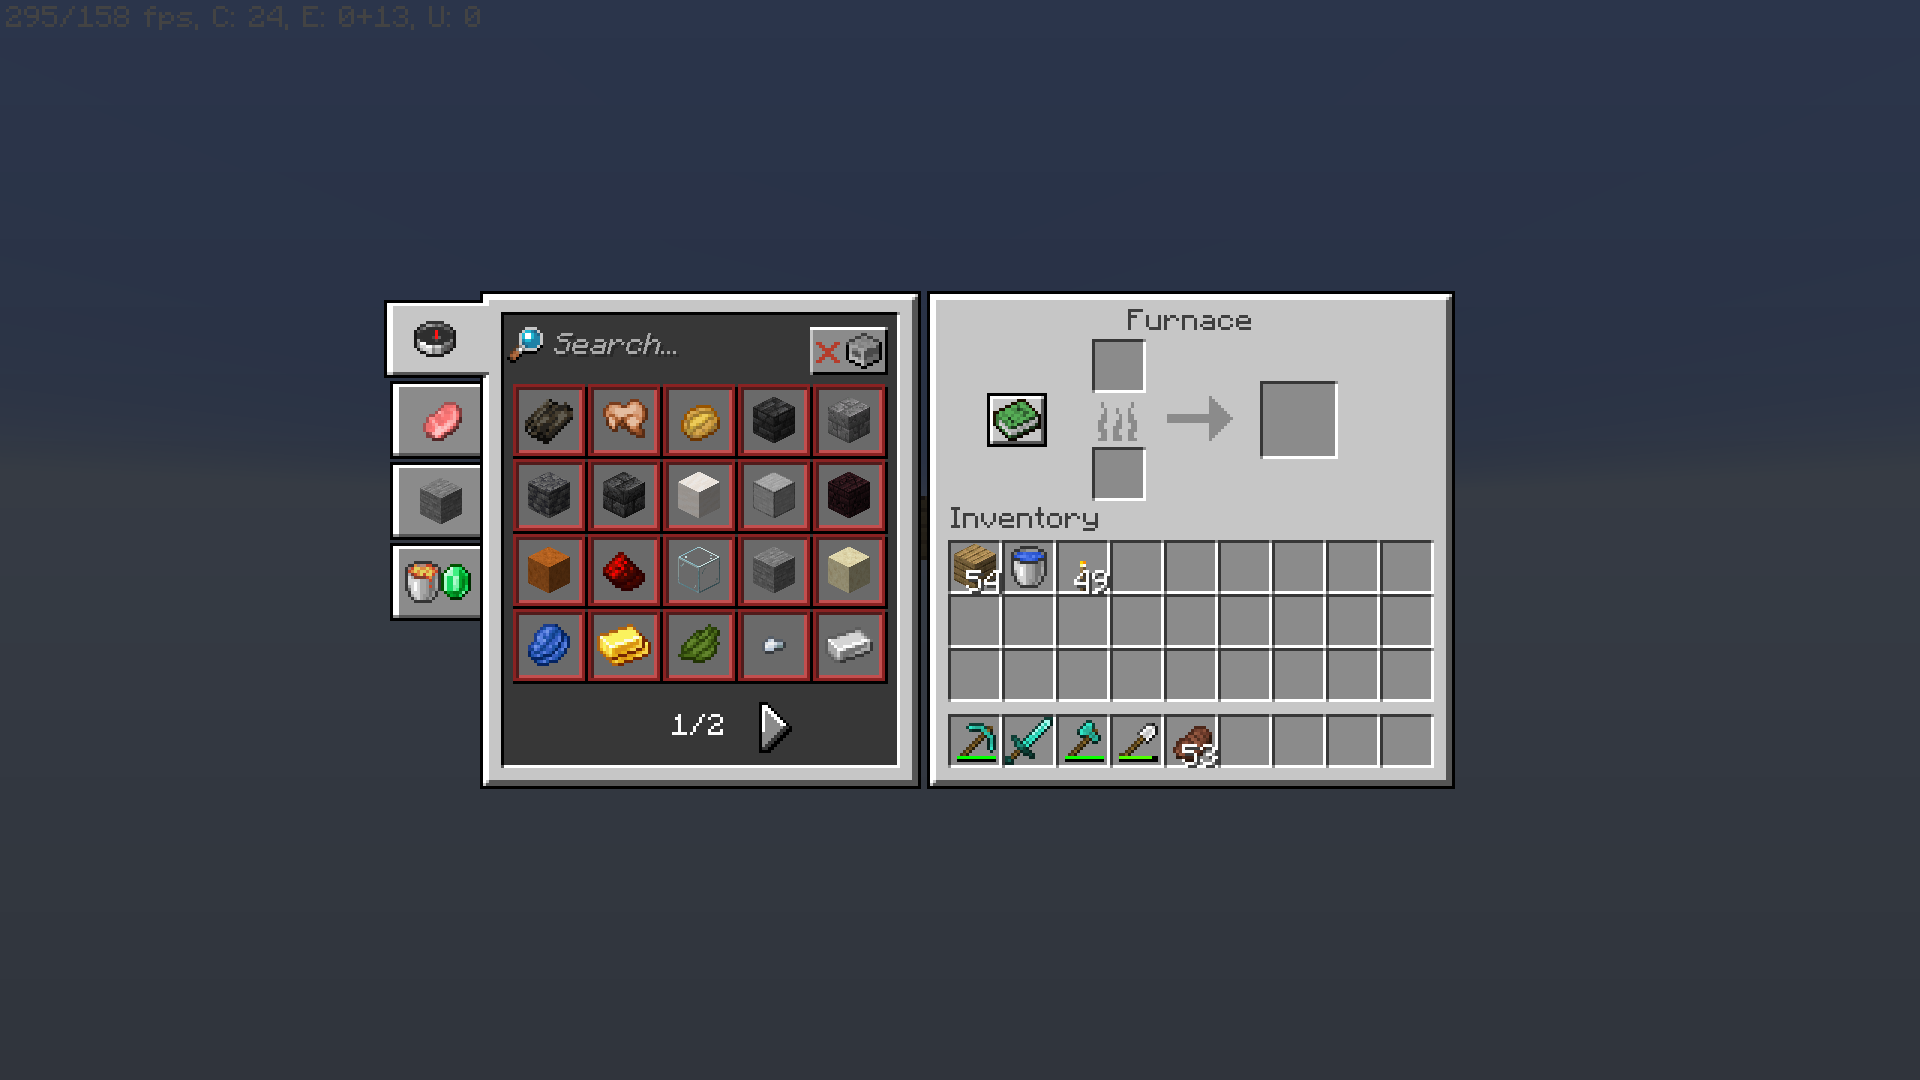 295/158 fps, C: 24, E: 0+13, U: 0
Search...
1/2
Furnace
Inventory
54
49
53